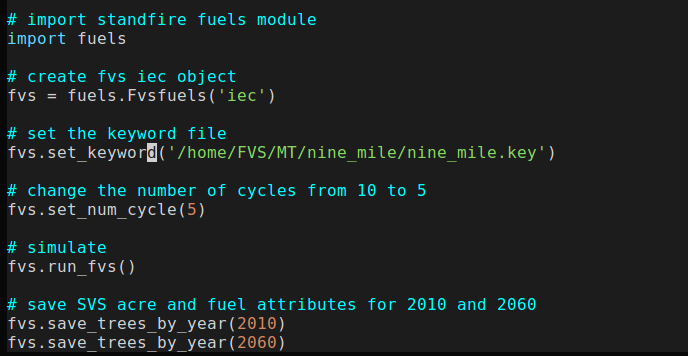 # import standfire fuels module
import fuels
# create fvs iec object
fvs = fuels.Fvsfuels('iec')
# set the keyword file
fvs.set_keyword('/home/FVS/MT/nine_mile/nine_mile.key')
# change the number of cycles from 10 to 5
fvs.set_num_cycle(5)
# simulate
fvs.run_fvs()
# save SVS acre and fuel attributes for 2010 and 2060
fvs.save_trees_by_year(2010)
fvs.save_trees_by_year(2060)